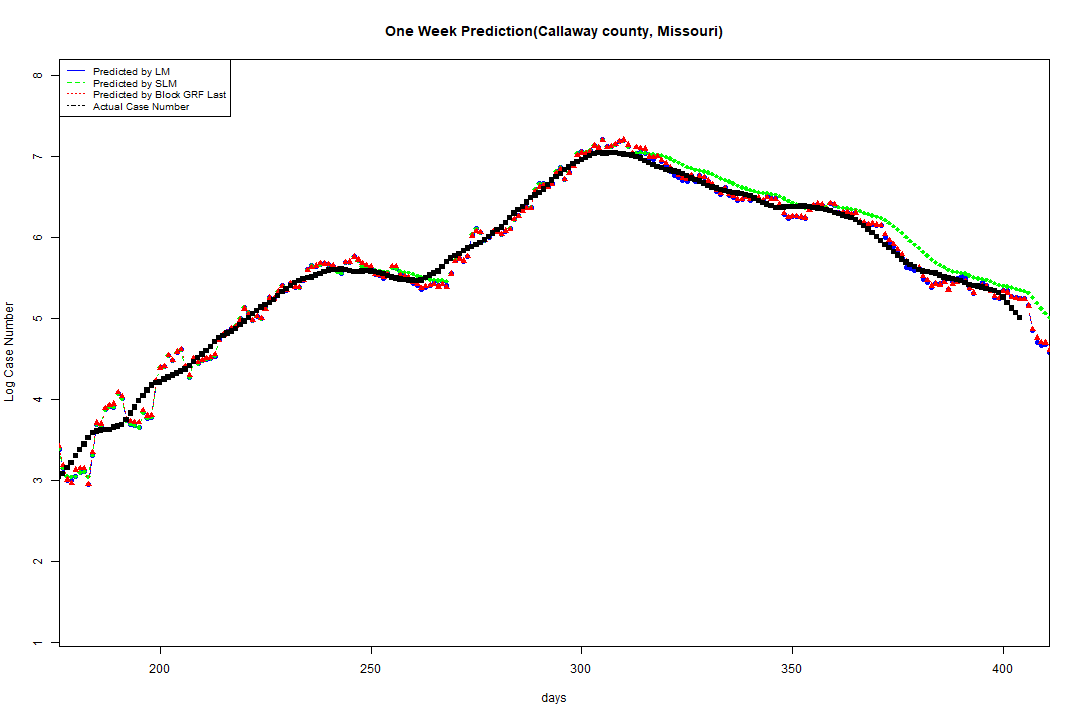 One Week Prediction(Callaway county, Missouri)
Predicted by LM
Predicted by SLM
Predicted by Block GRF Last
Actual Case Number
8
7
6
5
4
3
2
1
Log Case Number
200 250 300 350 400
days